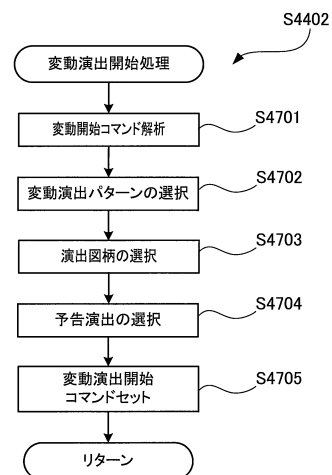 S4402
変動演出開始処理
変動開始コマンド解析
S4701
変動演出パターンの選択
S4702
演出図柄の選択
S4703
予告演出の選択
S4704
変動演出開始
コマンドセット
S4705
リターン